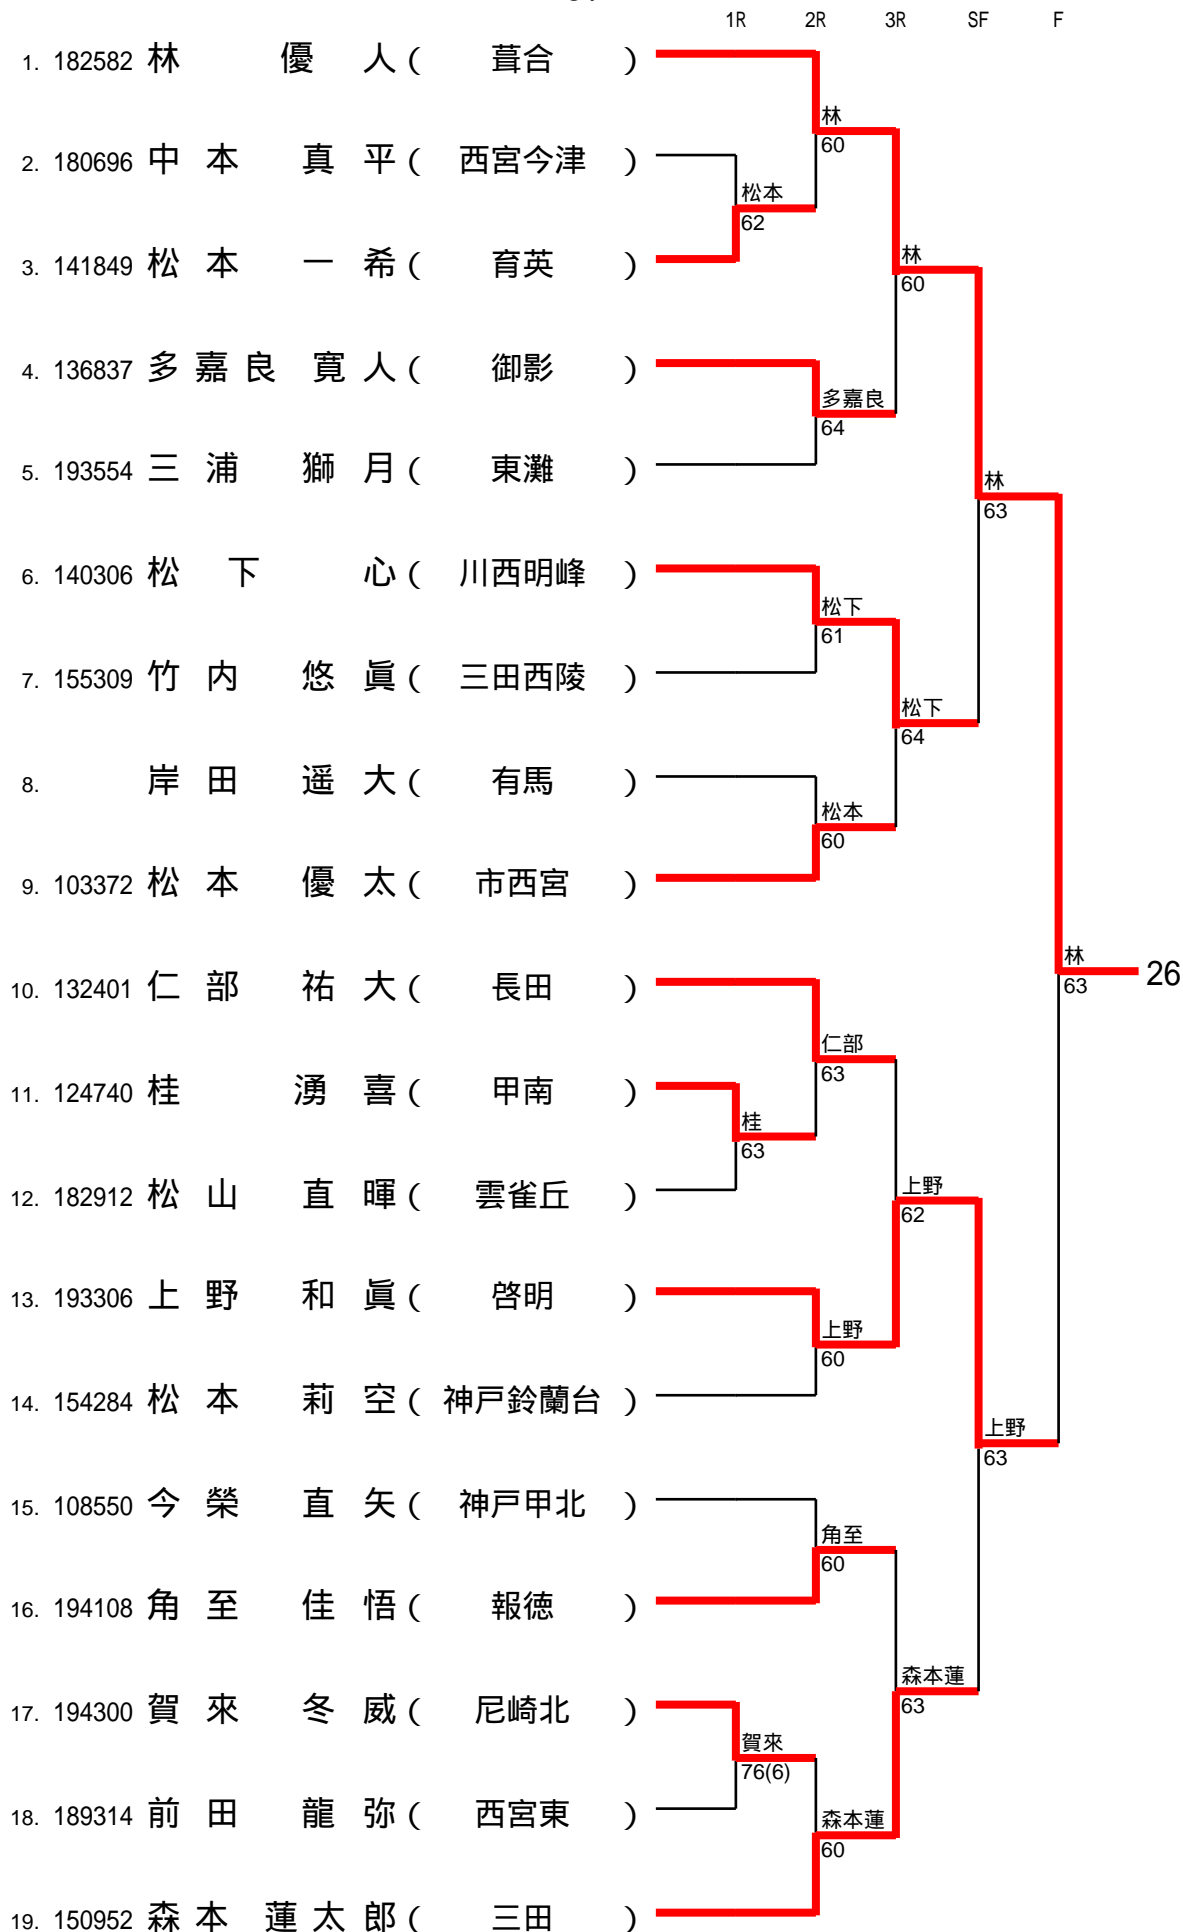 1R 2R 3R SF F
1. 182582 林 優 人 ( 葺合 )
林
60
2. 180696 中 本 真 平 ( 西宮今津 )
松本
62
3. 141849 松 本 一 希 ( 育英 )
林
60
4. 136837 多 嘉 良 寛 人 ( 御影 )
多嘉良
64
5. 193554 三 浦 獅 月 ( 東灘 )
林
63
6. 140306 松 下 心 ( 川西明峰 )
松下
61
7. 155309 竹 内 悠 眞 ( 三田西陵 )
松下
64
8. 岸 田 遥 大 ( 有馬 )
松本
60
9. 103372 松 本 優 太 ( 市西宮 )
林
63
26
10. 132401 仁 部 祐 大 ( 長田 )
仁部
63
11. 124740 桂 湧 喜 ( 甲南 )
桂
63
12. 182912 松 山 直 暉 ( 雲雀丘 )
上野
62
13. 193306 上 野 和 眞 ( 啓明 )
上野
60
14. 154284 松 本 莉 空 ( 神戸鈴蘭台 )
上野
63
15. 108550 今 榮 直 矢 ( 神戸甲北 )
角至
60
16. 194108 角 至 佳 悟 ( 報徳 )
森本蓮
63
17. 194300 賀 來 冬 威 ( 尼崎北 )
賀來
76(6)
18. 189314 前 田 龍 弥 ( 西宮東 )
森本蓮
60
19. 150952 森 本 蓮 太 郎 ( 三田 )